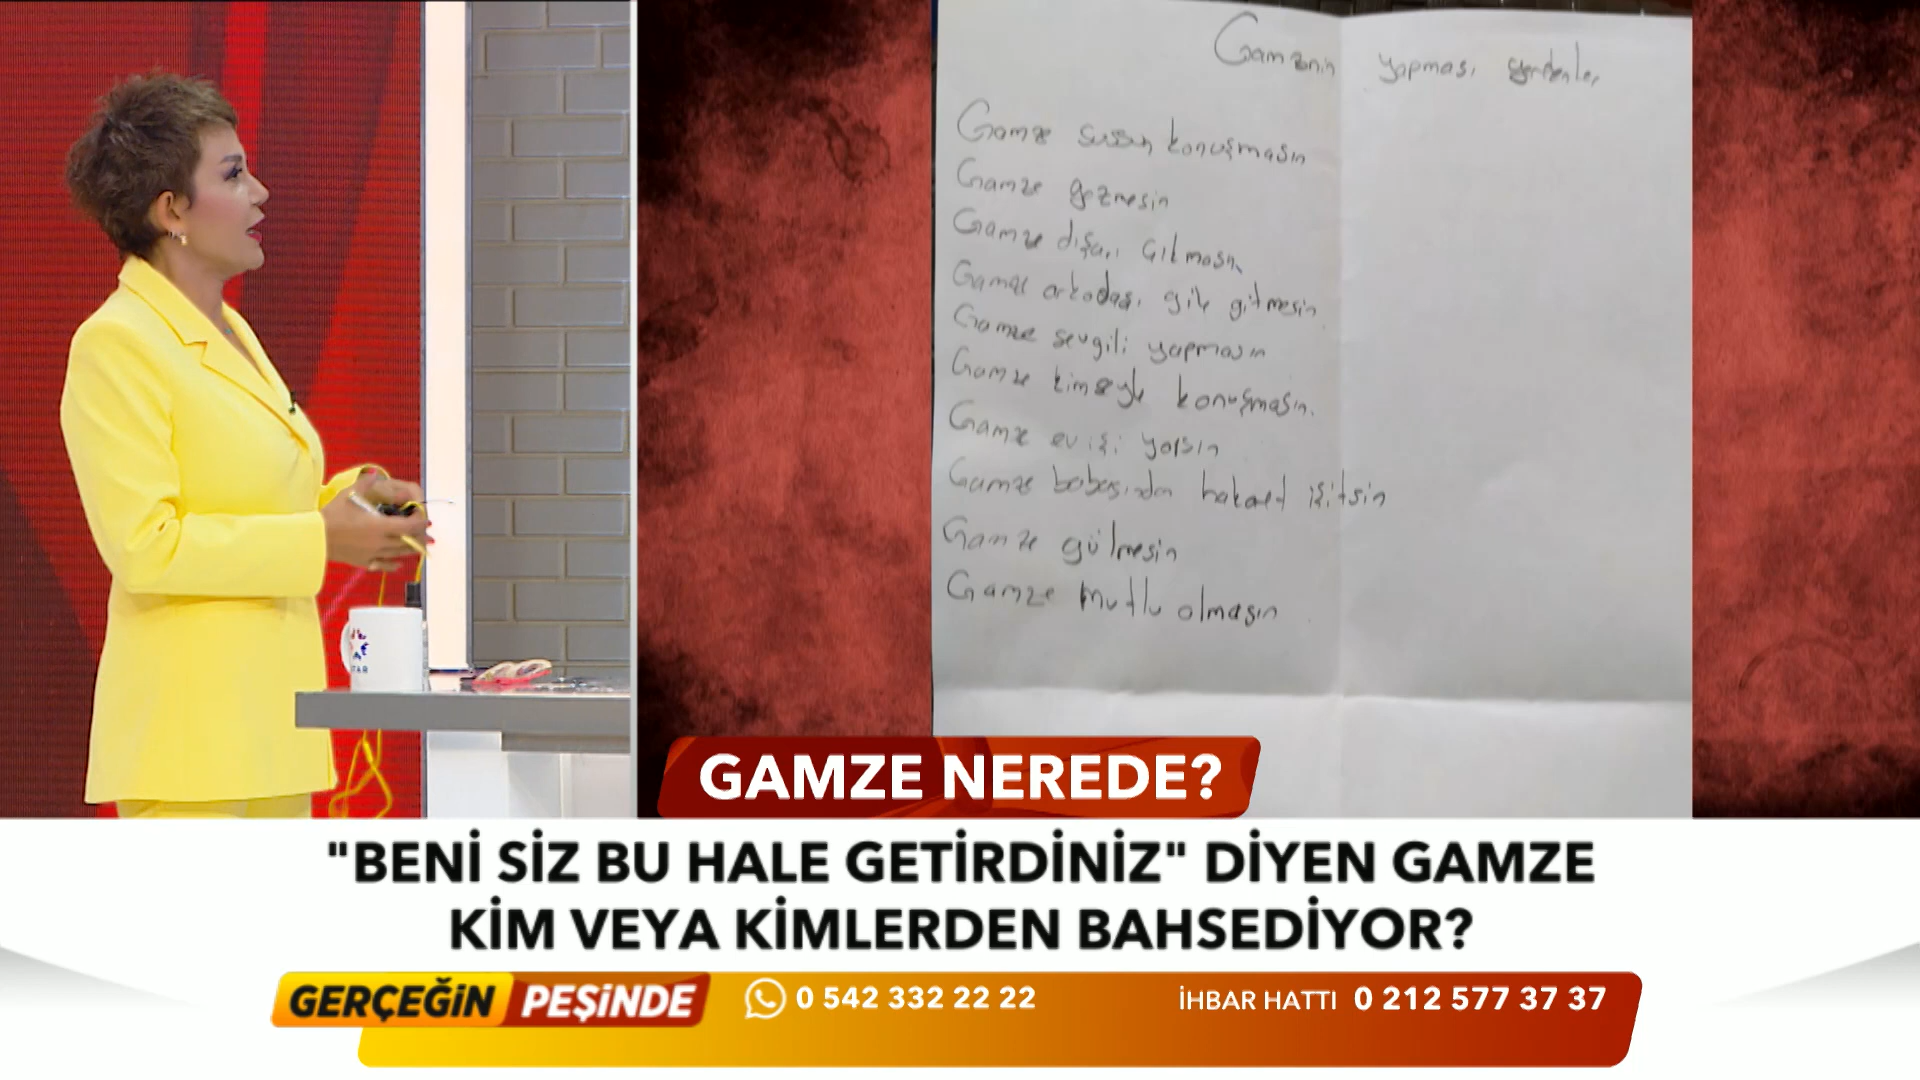 Gamzenin yapması gerekenler
Gamze sussun konuşmasın
Gamze gezmesin
Gamze dışarı çıkmasın
Gamze arkadaşı gile gitmesin
Gamze sevgili yapmasın
Gamze kimseyle konuşmasın.
Gamze ev işi yapsın
Gamze babasından hakaret işitsin
Gamze gülmesin
Gamze mutlu olmasın
STAR
GAMZE NEREDE?
"BENİ SİZ BU HALE GETİRDİNİZ" DİYEN GAMZE
KİM VEYA KİMLERDEN BAHSEDİYOR?
GERÇEĞİN PEŞİNDE 0 542 332 22 22 İHBAR HATTI 0 212 577 37 37